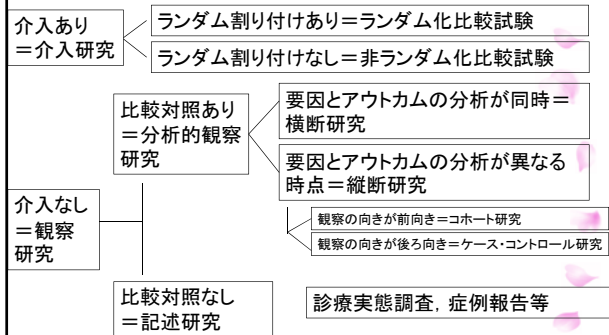 介入あり
＝介入研究
ランダム割り付けあり＝ランダム化比較試験
ランダム割り付けなし＝非ランダム化比較試験
介入なし
＝観察
研究
比較対照あり
＝分析的観察
研究
要因とアウトカムの分析が同時＝
横断研究
要因とアウトカムの分析が異なる
時点＝縦断研究
観察の向きが前向き＝コホート研究
観察の向きが後ろ向き＝ケース・コントロール研究
比較対照なし
＝記述研究
診療実態調査，症例報告等